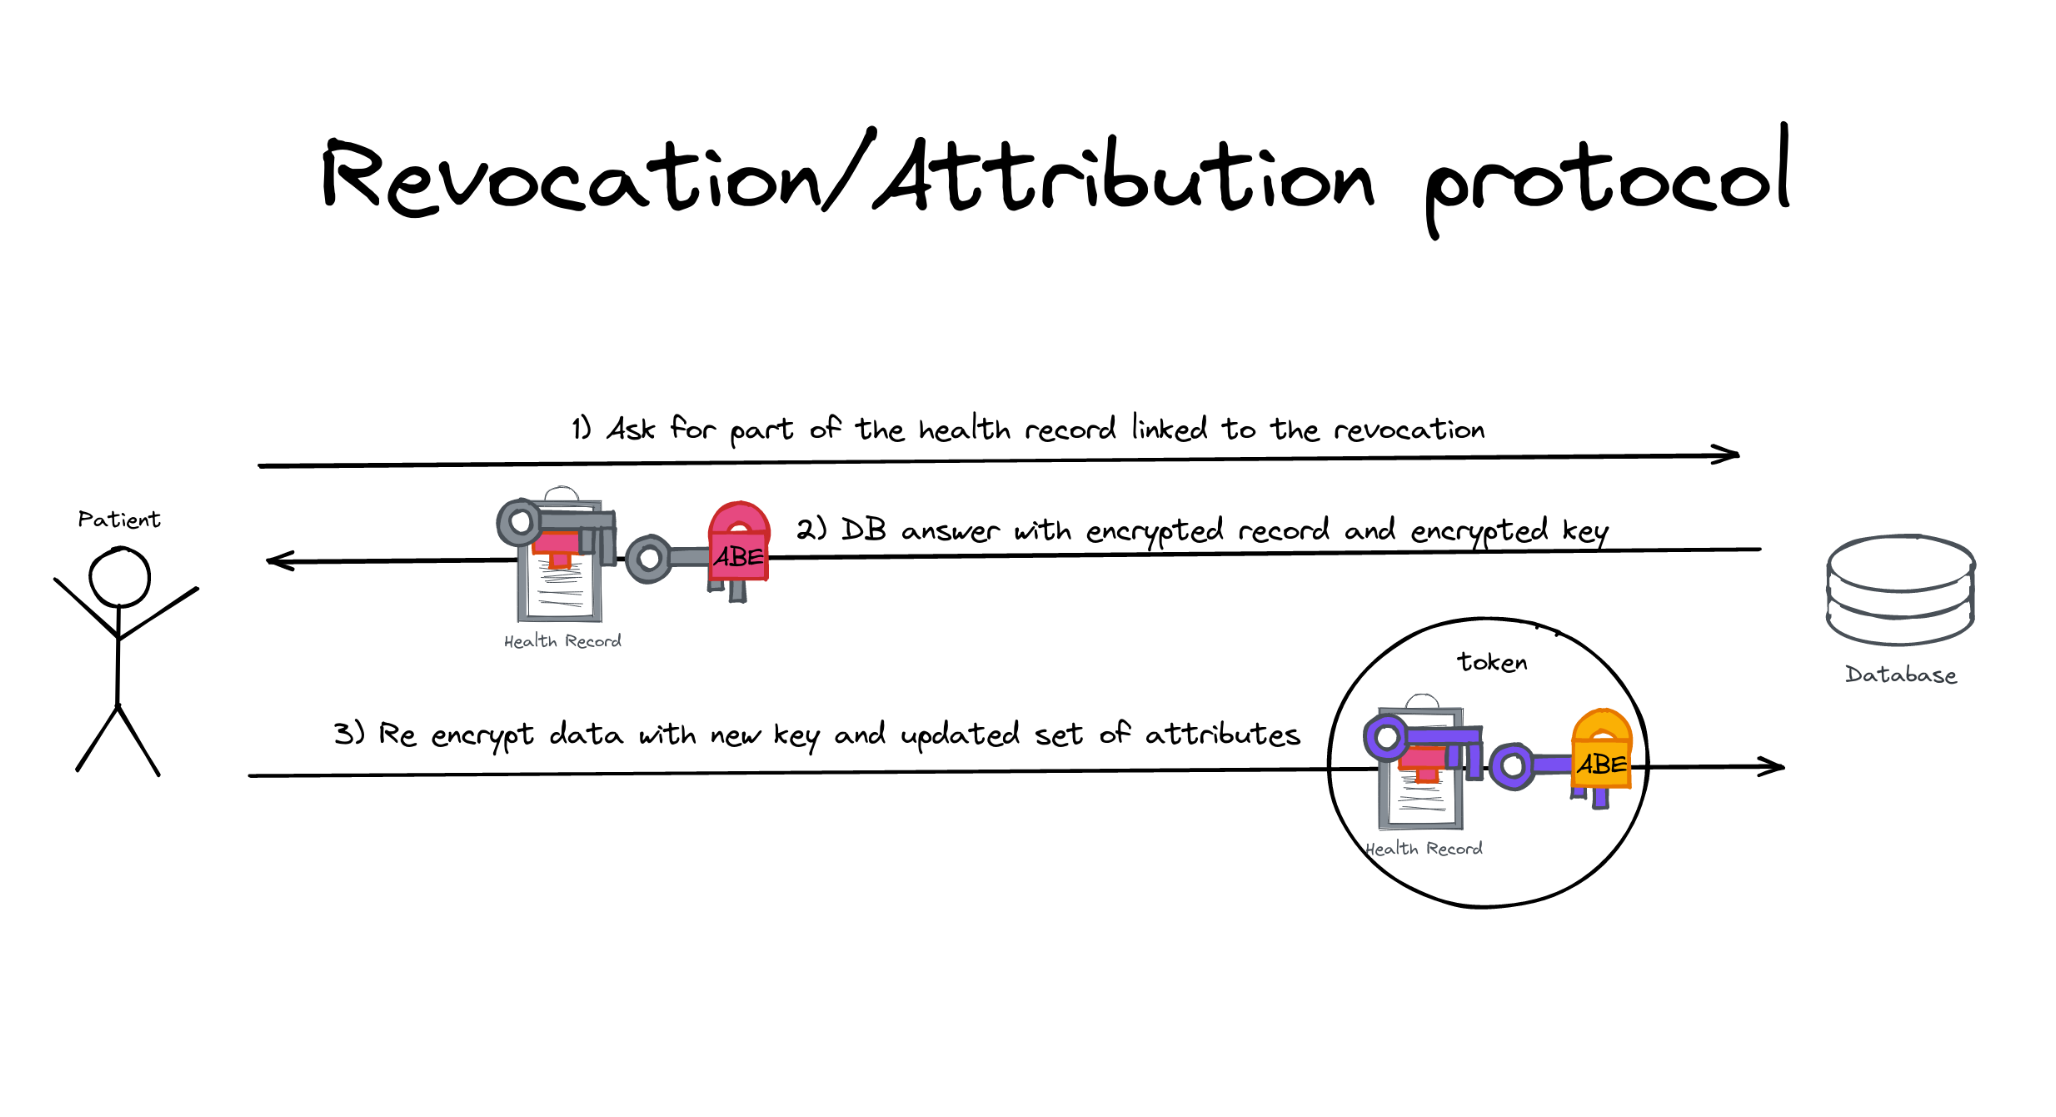 Revocation/Attribution protocol
1) Ask for part of the health record linked to the revocation
Patient
2) DB answer with encrypted record and encrypted key
ABE
Health Record
token
Database
3) Re encrypt data with new key and updated set of attributes
ABE
Health Record